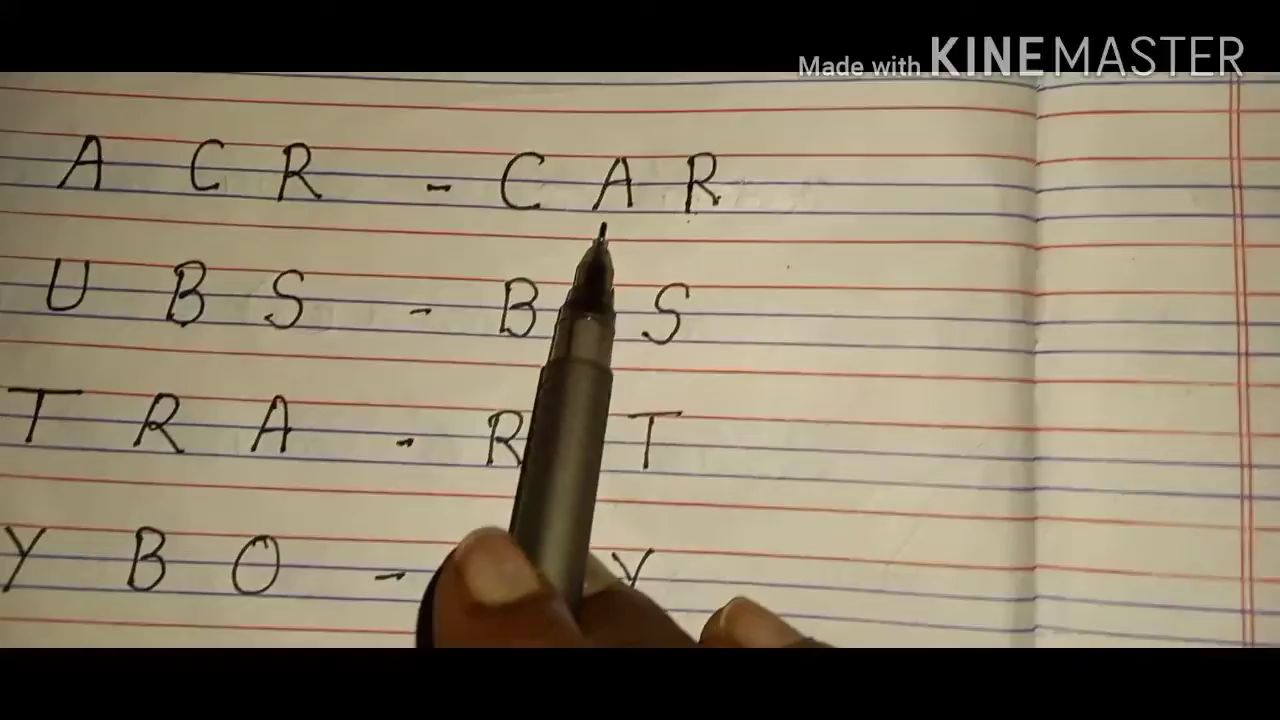 Made with KINEMASTER
A C R - C A R
U B S - B S
T R A - R T
Y B O - Y